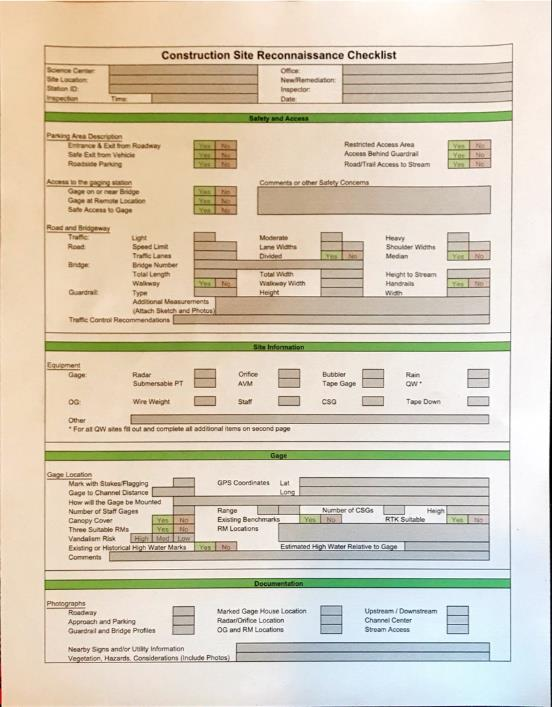 Construction Site Reconnaissance Checklist
Science Center: Office:
Site Location: New/Remediation:
Station ID: Inspector:
Inspection Time: Date:
Safety and Access
Parking Area Description
Entrance & Exit from Roadway Yes No Restricted Access Area Yes No
Safe Exit from Vehicle Yes No Access Behind Guardrail Yes No
Roadside Parking Yes No Road/Trail Access to Stream Yes No
Access to the gaging station Comments or other Safety Concerns
Gage on or near Bridge Yes No
Gage at Remote Location Yes No
Safe Access to Gage Yes No
Road and Bridgeway
Traffic: Light Moderate Heavy
Road: Speed Limit Lane Widths Shoulder Widths
Traffic Lanes Divided Yes No Median Yes No
Bridge: Bridge Number
Total Length Total Width Height to Stream
Walkway Yes No Walkway Width Handrails Yes No
Guardrail: Type Height Width
Additional Measurements
(Attach Sketch and Photos)
Traffic Control Recommendations
Site Information
Equipment
Gage: Radar Orifice Bubbler Rain
Submersible PT AVM Tape Gage QW *
OG: Wire Weight Staff CSG Tape Down
Other
* For all QW sites fill out and complete all additional items on second page
Gage
Gage Location
Mark with Stakes/Flagging GPS Coordinates Lat
Gage to Channel Distance Long
How will the Gage be Mounted
Number of Staff Gages Range Number of CSGs Heigh
Canopy Cover Yes No Existing Benchmarks Yes No RTK Suitable Yes No
Three Suitable RMs Yes No RM Locations
Vandalism Risk High Med Low
Existing or Historical High Water Marks Yes No Estimated High Water Relative to Gage
Comments
Documentation
Photographs
Roadway Marked Gage House Location Upstream / Downstream
Approach and Parking Radar/Orifice Location Channel Center
Guardrail and Bridge Profiles OG and RM Locations Stream Access
Nearby Signs and/or Utility Information
Vegetation, Hazards, Considerations (Include Photos)